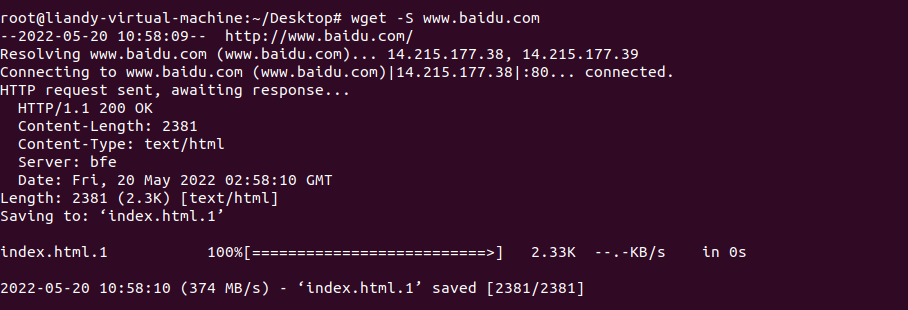 root@liandy-virtual-machine:~/Desktop# wget -S www.baidu.com
--2022-05-20 10:58:09--  http://www.baidu.com/
Resolving www.baidu.com (www.baidu.com)... 14.215.177.38, 14.215.177.39
Connecting to www.baidu.com (www.baidu.com)|14.215.177.38|:80... connected.
HTTP request sent, awaiting response...
  HTTP/1.1 200 OK
  Content-Length: 2381
  Content-Type: text/html
  Server: bfe
  Date: Fri, 20 May 2022 02:58:10 GMT
Length: 2381 (2.3K) [text/html]
Saving to: ‘index.html.1’
index.html.1           100%[==========================>]   2.33K  --.-KB/s    in 0s
2022-05-20 10:58:10 (374 MB/s) - ‘index.html.1’ saved [2381/2381]